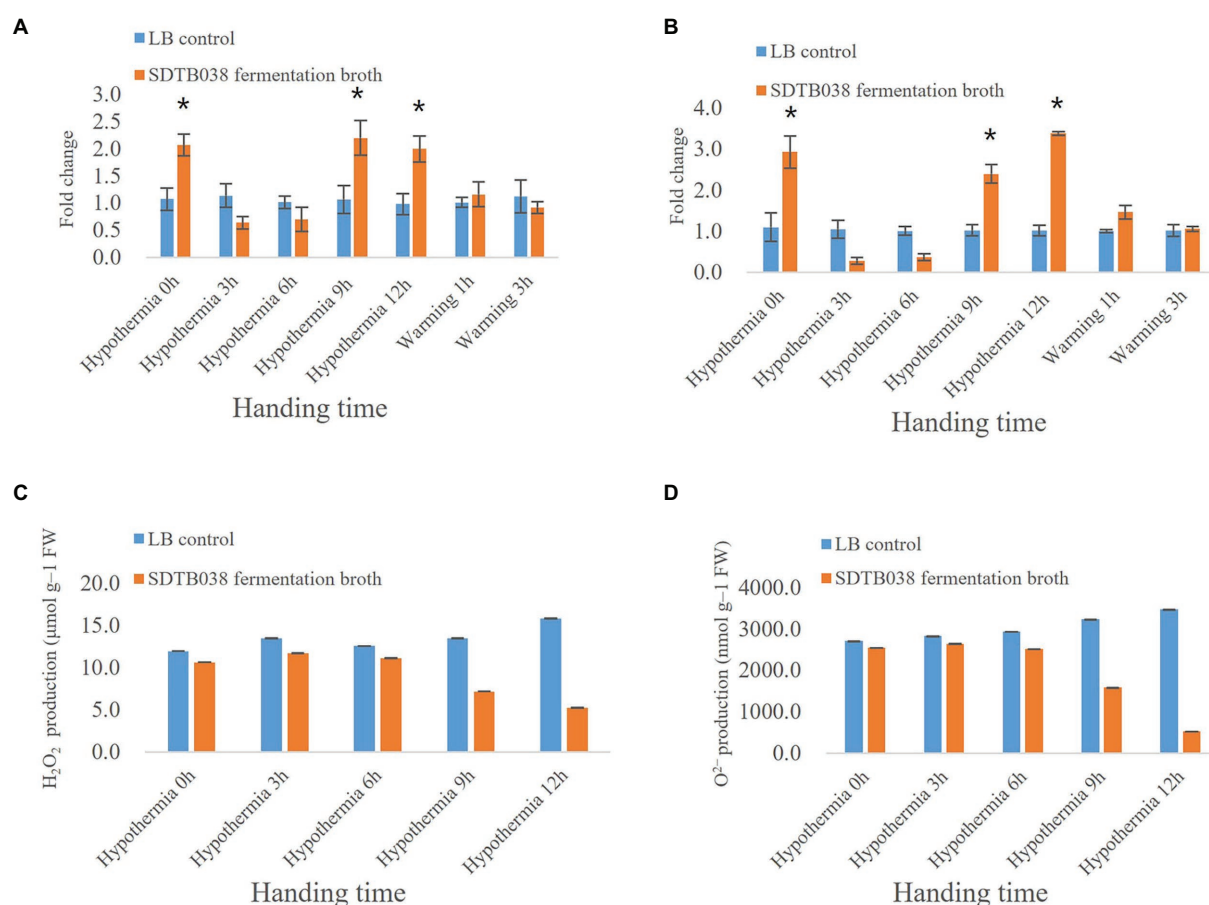 A
LB control
SDTB038 fermentation broth
3.0
2.5
2.0
1.5
1.0
0.5
0.0
Fold change
* * *
Hypothermia 0h
Hypothermia 3h
Hypothermia 6h
Hypothermia 9h
Hypothermia 12h
Warming 1h
Warming 3h
Handing time
B
LB control
SDTB038 fermentation broth
4.0
3.0
2.0
1.0
0.0
Fold change
* * *
Hypothermia 0h
Hypothermia 3h
Hypothermia 6h
Hypothermia 9h
Hypothermia 12h
Warming 1h
Warming 3h
Handing time
C
LB control
SDTB038 fermentation broth
20.0
15.0
10.0
5.0
0.0
H₂O₂ production (μmol g–1 FW
Hypothermia 0h
Hypothermia 3h
Hypothermia 6h
Hypothermia 9h
Hypothermia 12h
Handing time
D
LB control
SDTB038 fermentation broth
4000.0
3000.0
2000.0
1000.0
0.0
O²⁻ production (nmol g–1 FW)
Hypothermia 0h
Hypothermia 3h
Hypothermia 6h
Hypothermia 9h
Hypothermia 12h
Handing time